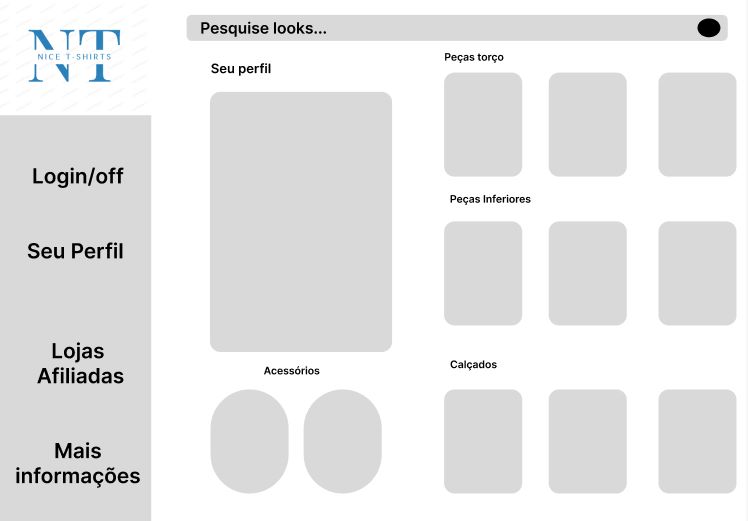 NT
NICE T-SHIRTS
Login/off
Seu Perfil
Lojas
Afiliadas
Mais
informações
Pesquise looks...
Seu perfil
Acessórios
Peças torço
Peças Inferiores
Calçados